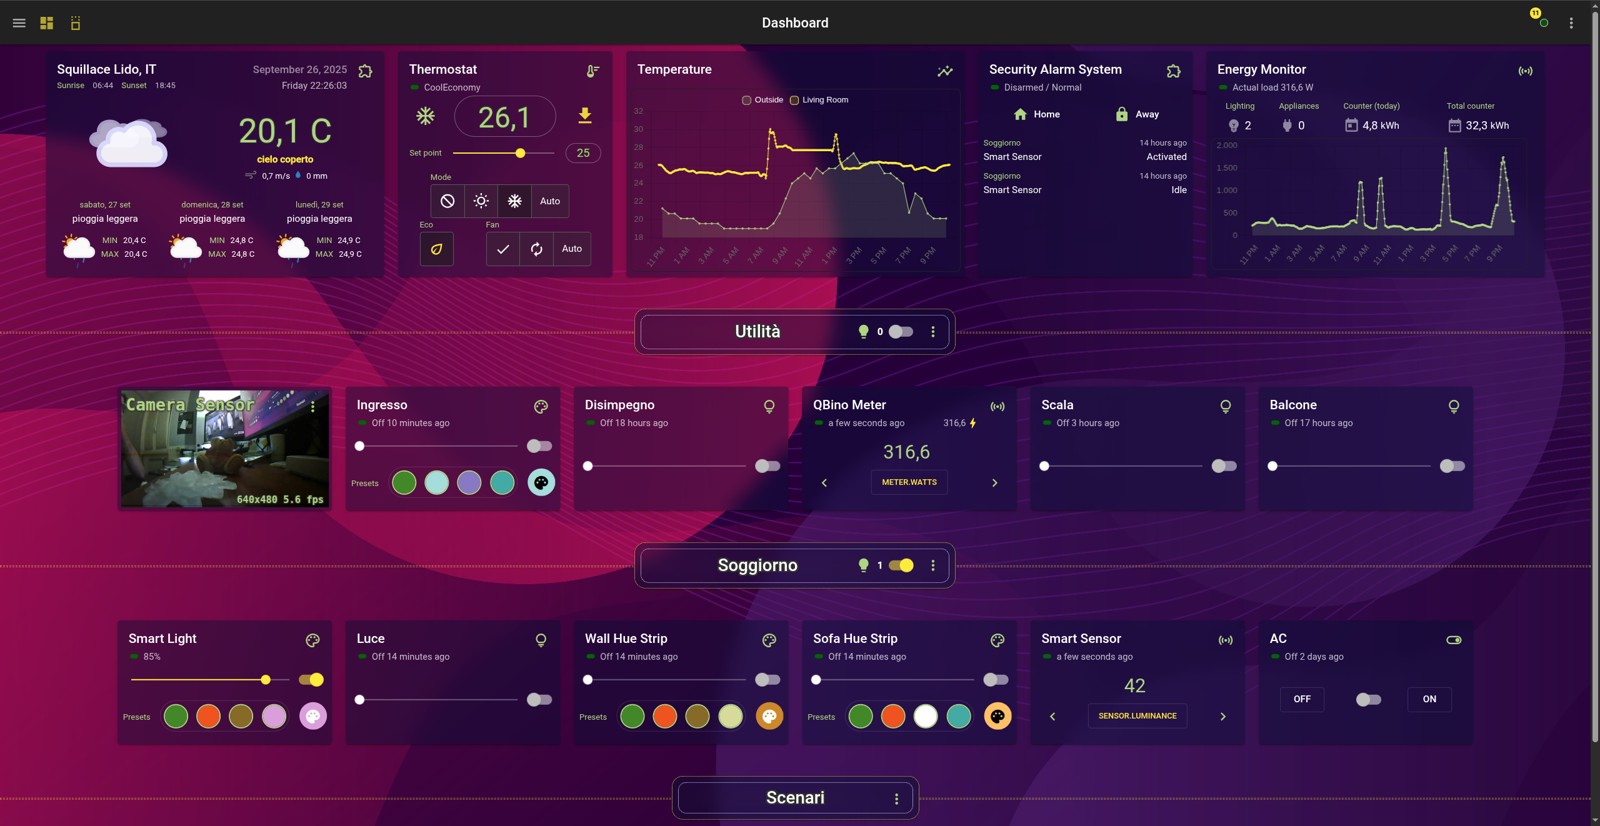 Dashboard
11
Squillace Lido, IT
September 26, 2025
Sunrise 06:44 Sunset 18:45
Friday 22:26:03
20,1 C
cielo coperto
0,7 m/s 0 mm
sabato, 27 set
pioggia leggera
MIN 20,4 C
MAX 20,4 C
domenica, 28 set
pioggia leggera
MIN 24,8 C
MAX 24,8 C
lunedì, 29 set
pioggia leggera
MIN 24,9 C
MAX 24,9 C
Thermostat
CoolEconomy
26,1
Set point 25
Mode
Auto
Eco
Fan
Auto
Temperature
Outside Living Room
32
30
28
26
24
22
20
18
11 PM 1 AM 3 AM 5 AM 7 AM 9 AM 11 AM 1 PM 3 PM 5 PM 7 PM 9 PM
Security Alarm System
Disarmed / Normal
Home Away
Soggiorno 14 hours ago
Smart Sensor Activated
Soggiorno 14 hours ago
Smart Sensor Idle
Energy Monitor
Actual load 316,6 W
Lighting Appliances Counter (today) Total counter
2 0 4,8 kWh 32,3 kWh
2.000
1.500
1.000
500
0
11 PM 1 AM 3 AM 5 AM 7 AM 9 AM 11 AM 1 PM 3 PM 5 PM 7 PM 9 PM
Utilità 0
Camera Sensor
640x480 5.6 fps
Ingresso
Off 10 minutes ago
Presets
Disimpegno
Off 18 hours ago
QBino Meter
a few seconds ago 316,6
316,6
METER.WATTS
Scala
Off 3 hours ago
Balcone
Off 17 hours ago
Soggiorno 1
Smart Light
85%
Presets
Luce
Off 14 minutes ago
Wall Hue Strip
Off 14 minutes ago
Presets
Sofa Hue Strip
Off 14 minutes ago
Presets
Smart Sensor
a few seconds ago
42
SENSOR.LUMINANCE
AC
Off 2 days ago
OFF ON
Scenari